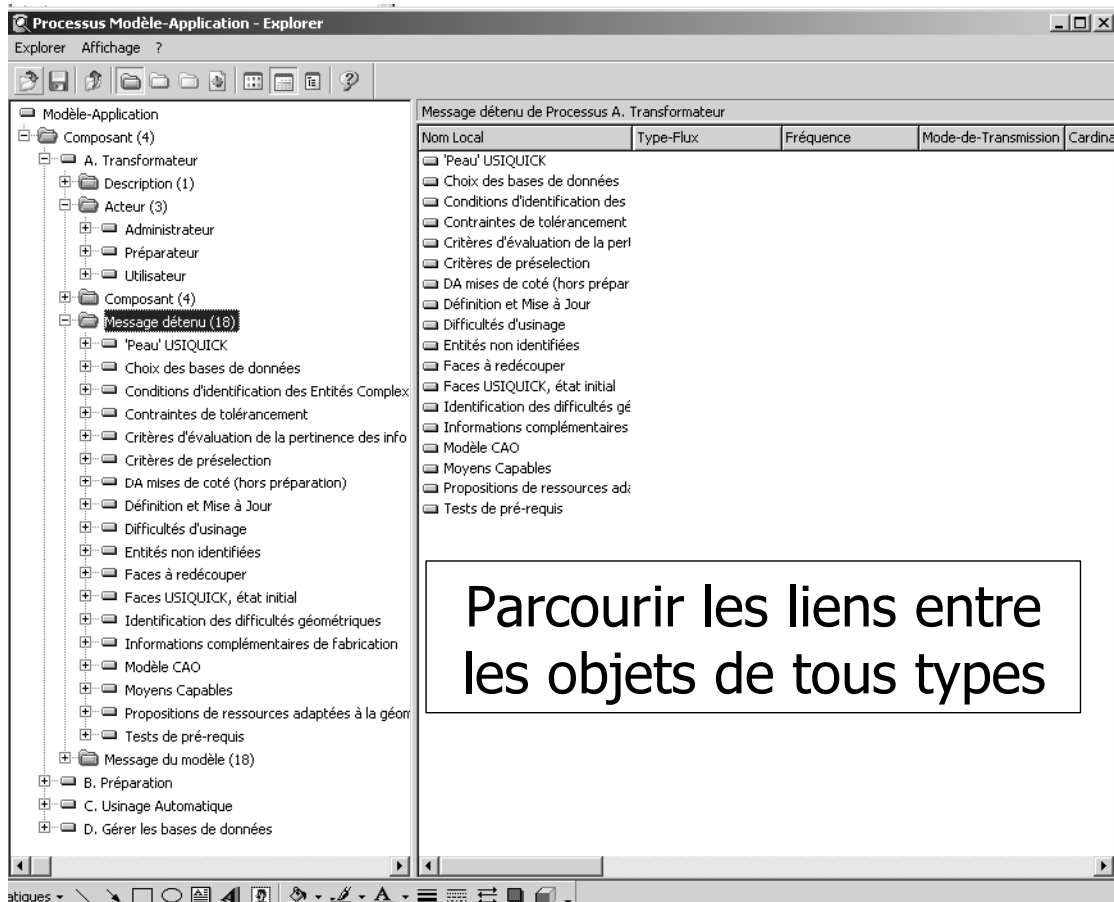 Processus Modèle-Application - Explorer
Explorer Affichage ?
Modèle-Application
Composant (4)
A. Transformateur
Description (1)
Acteur (3)
Administrateur
Préparateur
Utilisateur
Composant (4)
Message détenu (18)
'Peau' USIQUICK
Choix des bases de données
Conditions d'identification des Entités Complex
Contraintes de tolérancement
Critères d'évaluation de la pertinence des info
Critères de préselection
DA mises de coté (hors préparation)
Définition et Mise à Jour
Difficultés d'usinage
Entités non identifiées
Faces à redécouper
Faces USIQUICK, état initial
Identification des difficultés géométriques
Informations complémentaires de fabrication
Modèle CAO
Moyens Capables
Propositions de ressources adaptées à la géom
Tests de pré-requis
Message du modèle (18)
B. Préparation
C. Usinage Automatique
D. Gérer les bases de données
Message détenu de Processus A. Transformateur
Nom Local Type-Flux Fréquence Mode-de-Transmission Cardina
'Peau' USIQUICK
Choix des bases de données
Conditions d'identification des
Contraintes de tolérancement
Critères d'évaluation de la per
Critères de préselection
DA mises de coté (hors prépar
Définition et Mise à Jour
Difficultés d'usinage
Entités non identifiées
Faces à redécouper
Faces USIQUICK, état initial
Identification des difficultés gé
Informations complémentaires
Modèle CAO
Moyens Capables
Propositions de ressources ada
Tests de pré-requis
Parcourir les liens entre
les objets de tous types
atiques